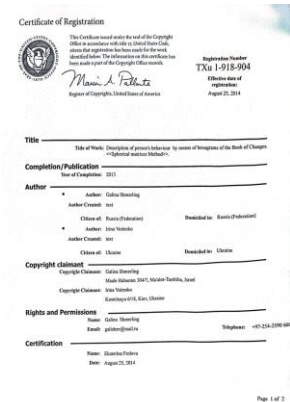 Certificate of Registration
This Certificate issued under the seal of the Copyright
Office in accordance with title 17, United States Code,
attests that registration has been made for the work
identified below. The information on this certificate has
been made a part of the Copyright Office records.
Maria A. Pallante
Register of Copyrights, United States of America
Registration Number
TXu 1-918-904
Effective date of
registration:
August 25, 2014
Title
Title of Work: Description of person's behaviour by means of hexagrams of the Book of Changes
<<Spherical matrices Method>>.
Completion/Publication
Year of Completion: 2013
Author
Author: Galina
Author Created: text
Citizen of: Russia (Federation) Domiciled in: Russia (Federation)
Author: Irina
Author Created: text
Citizen of: Ukraine Domiciled in: Ukraine
Copyright claimant
Copyright Claimant: Galina
Israel
Copyright Claimant: Irina
Kiev, Ukraine
Rights and Permissions
Name: Galina
Email: Telephone:
Certification
Name:
Date: August 25, 2014
Page 1 of 2